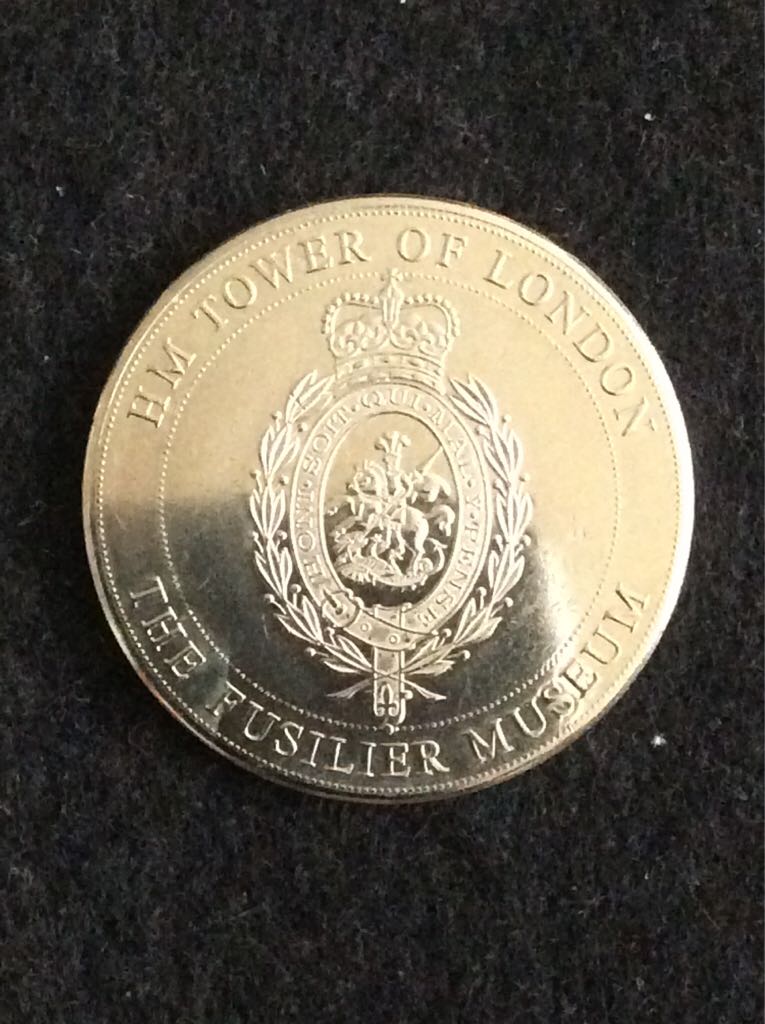 HM TOWER OF LONDON
HONI·SOIT·QUI·MAL·Y·PENSE
THE FUSILIER MUSEUM